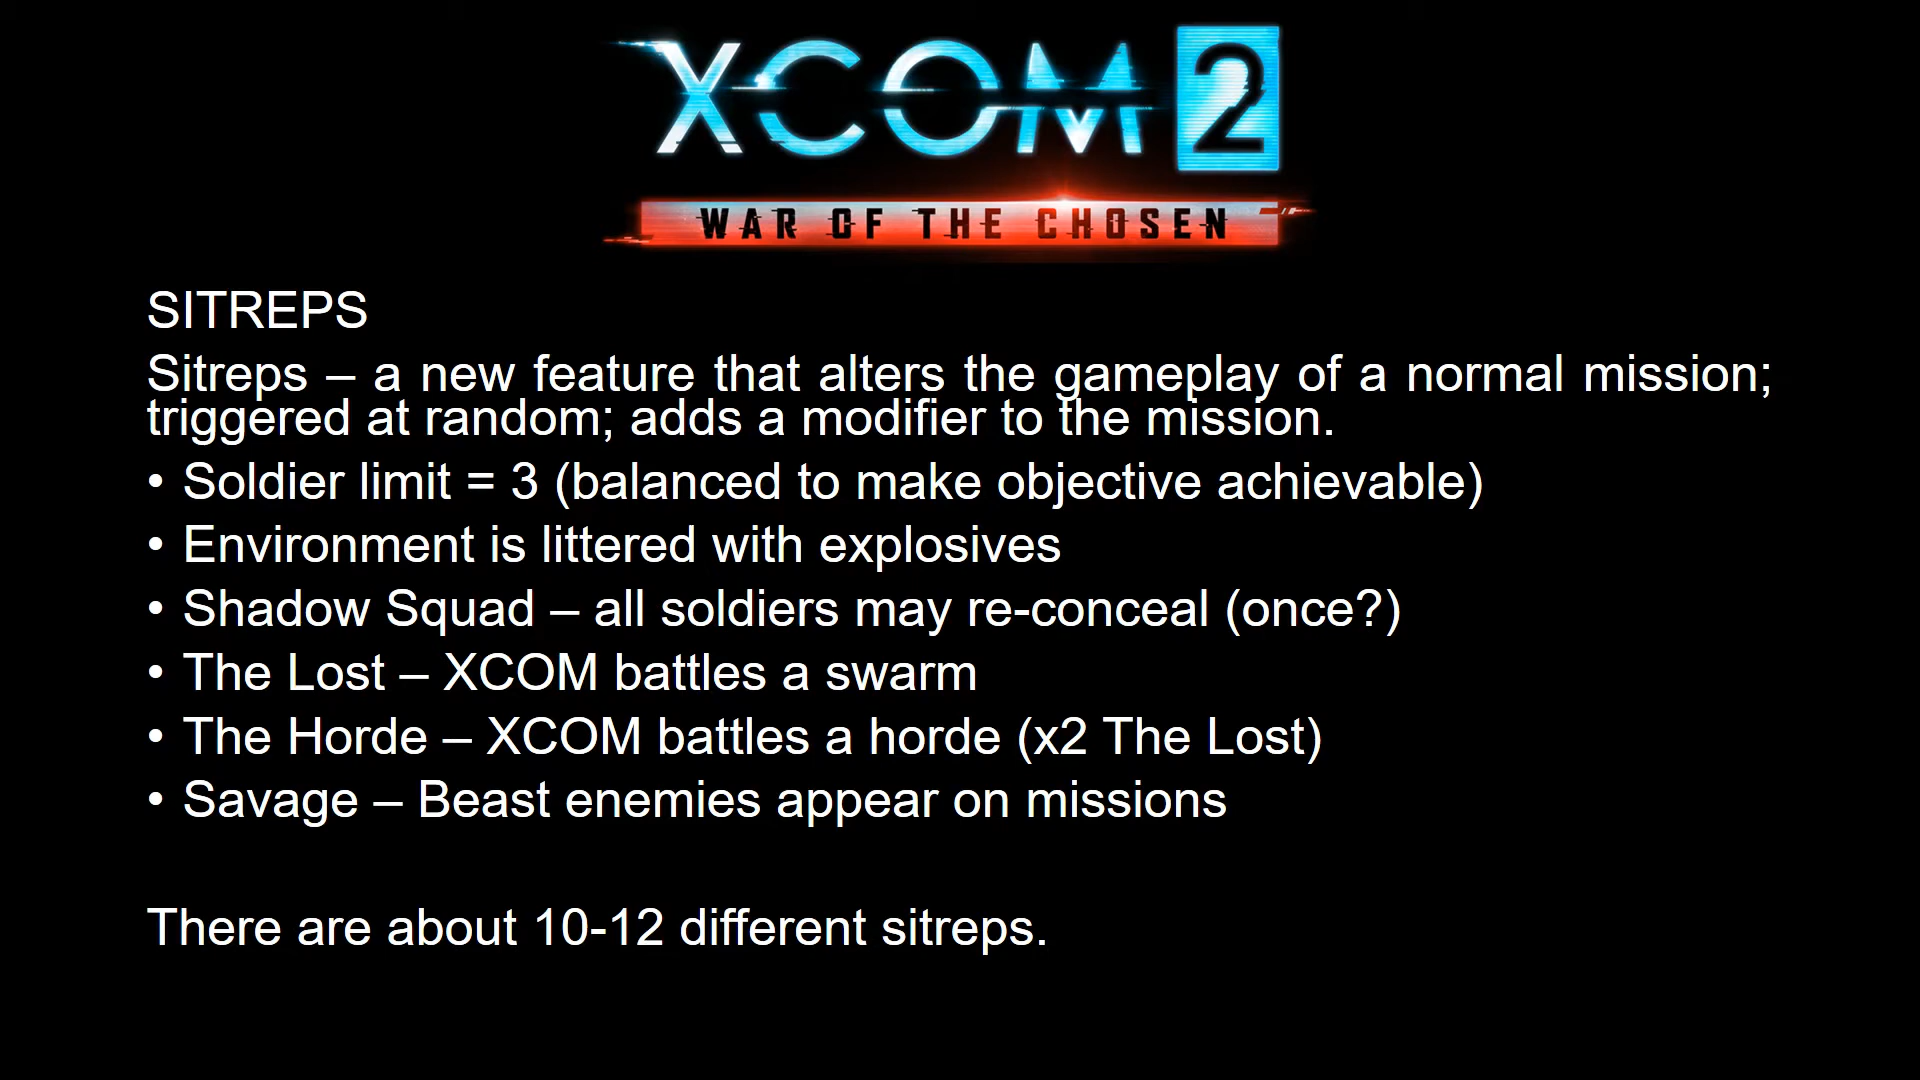 XCOM 2
WAR OF THE CHOSEN
SITREPS
Sitreps – a new feature that alters the gameplay of a normal mission;
triggered at random; adds a modifier to the mission.
• Soldier limit = 3 (balanced to make objective achievable)
• Environment is littered with explosives
• Shadow Squad – all soldiers may re-conceal (once?)
• The Lost – XCOM battles a swarm
• The Horde – XCOM battles a horde (x2 The Lost)
• Savage – Beast enemies appear on missions
There are about 10-12 different sitreps.